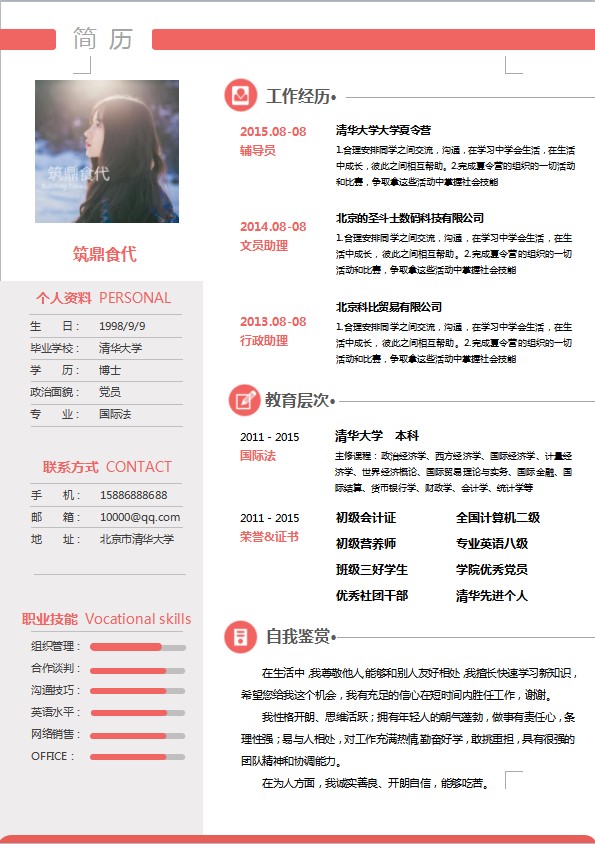 简 历
筑鼎食代
筑鼎食代
个人资料 PERSONAL
生 日： 1998/9/9
毕业学校： 清华大学
学 历： 博士
政治面貌： 党员
专 业： 国际法
联系方式 CONTACT
手 机： 15886888688
邮 箱： 10000@qq.com
地 址： 北京市清华大学
职业技能 Vocational skills
组织管理：
合作谈判：
沟通技巧：
英语水平：
网络销售：
OFFICE：
工作经历•
2015.08-08 清华大学大学夏令营
辅导员
1.合理安排同学之间交流，沟通，在学习中学会生活，在生活
中成长，彼此之间相互帮助。2.完成夏令营的组织的一切活动
和比赛，争取拿这些活动中掌握社会技能
2014.08-08 北京的圣斗士数码科技有限公司
文员助理
1.合理安排同学之间交流，沟通，在学习中学会生活，在生
活中成长，彼此之间相互帮助。2.完成夏令营的组织的一切
活动和比赛，争取拿这些活动中掌握社会技能
2013.08-08 北京科比贸易有限公司
行政助理
1.合理安排同学之间交流，沟通，在学习中学会生活，在生
活中成长，彼此之间相互帮助。2.完成夏令营的组织的一切
活动和比赛，争取拿这些活动中掌握社会技能
教育层次•
2011 - 2015 清华大学 本科
国际法
主修课程：政治经济学、西方经济学、国际经济学、计量经
济学、世界经济概论、国际贸易理论与实务、国际金融、国
际结算、货币银行学、财政学、会计学、统计学等
2011 - 2015 初级会计证 全国计算机二级
荣誉&证书 初级营养师 专业英语八级
班级三好学生 学院优秀党员
优秀社团干部 清华先进个人
自我鉴赏•
在生活中，我尊敬他人，能够和别人友好相处，我擅长快速学习新知识，
希望您给我这个机会，我有充足的信心在短时间内胜任工作，谢谢。
我性格开朗、思维活跃；拥有年轻人的朝气蓬勃，做事有责任心，条
理性强；易与人相处，对工作充满热情，勤奋好学，敢挑重担，具有很强的
团队精神和协调能力。
在为人方面，我诚实善良、开朗自信，能够吃苦。